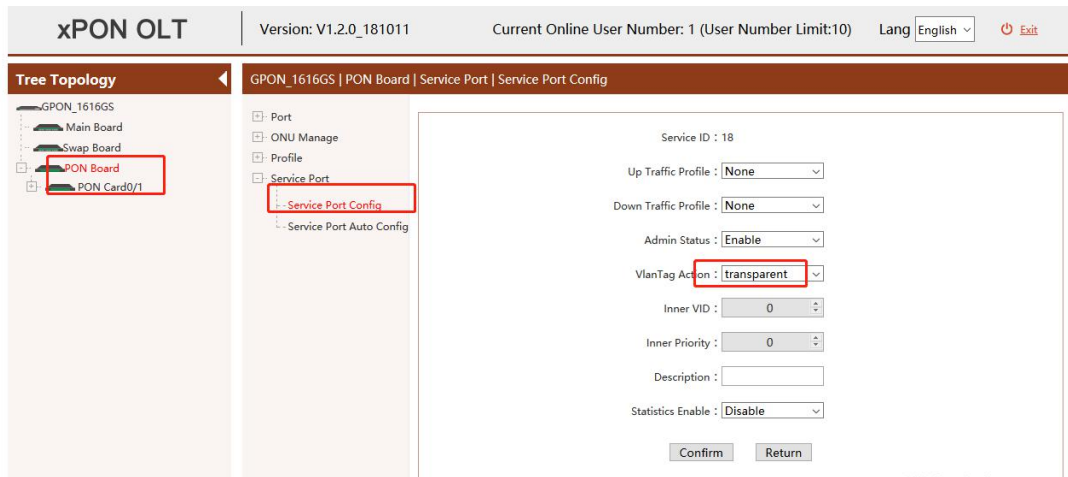 xPON OLT
Version: V1.2.0_181011
Current Online User Number: 1 (User Number Limit:10)
Lang English
Exit
Tree Topology
GPON_1616GS
Main Board
Swap Board
PON Board
PON Card0/1
GPON_1616GS | PON Board | Service Port | Service Port Config
Port
ONU Manage
Profile
Service Port
Service Port Config
Service Port Auto Config
Service ID : 18
Up Traffic Profile : None
Down Traffic Profile : None
Admin Status : Enable
VlanTag Action : transparent
Inner VID : 0
Inner Priority : 0
Description :
Statistics Enable : Disable
Confirm Return